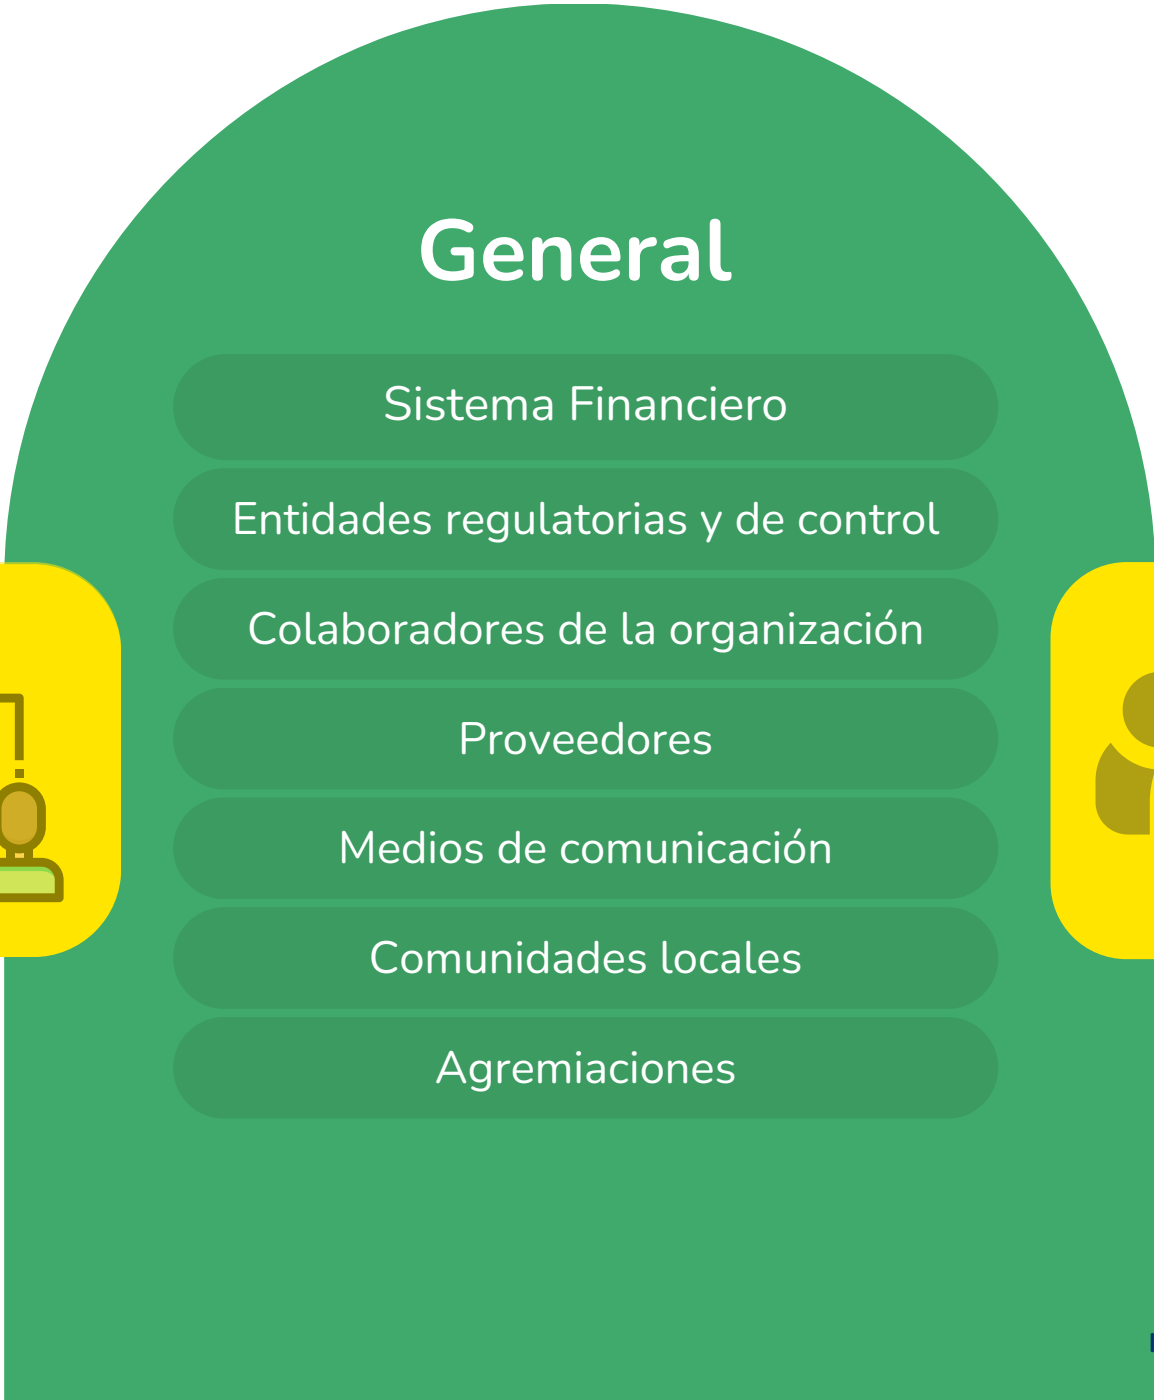 General
Sistema Financiero
Entidades regulatorias y de control
Colaboradores de la organización
Proveedores
Medios de comunicación
Comunidades locales
Agremiaciones